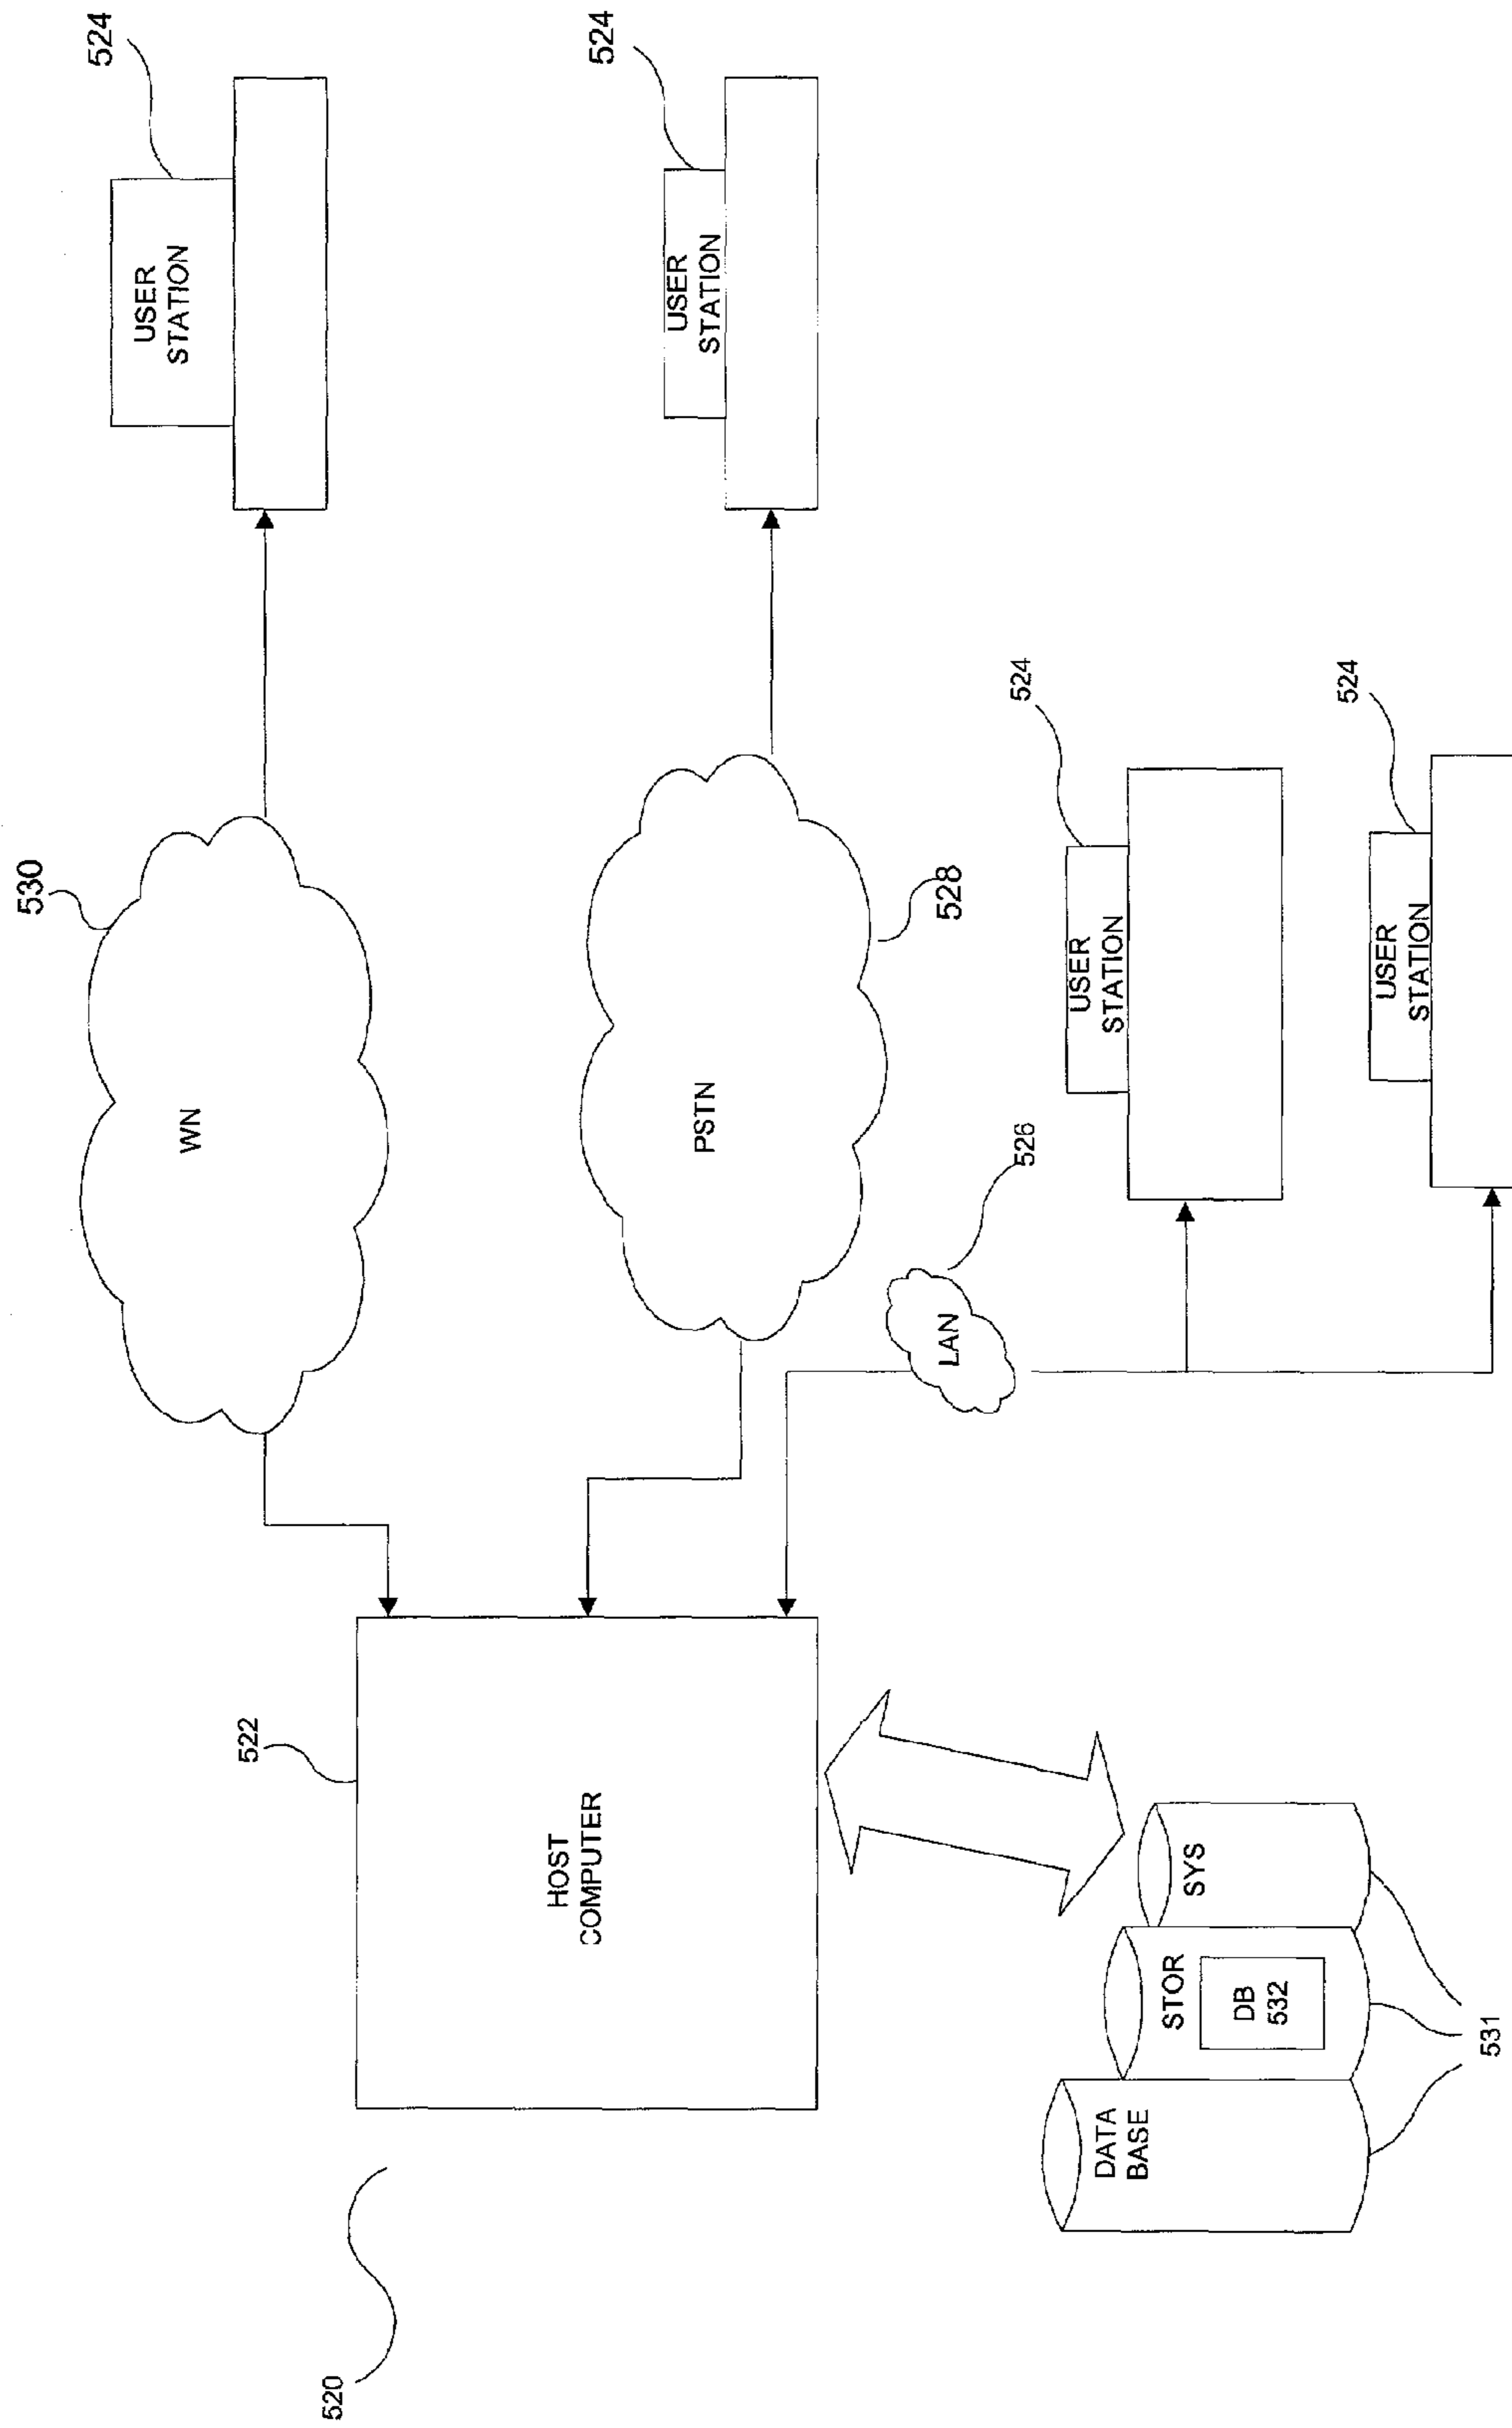 520
522
HOST
COMPUTER
530
WN
528
PSTN
526
LAN
524
USER
STATION
524
USER
STATION
524
USER
STATION
524
USER
STATION
DATA
BASE
STOR
DB
532
SYS
531